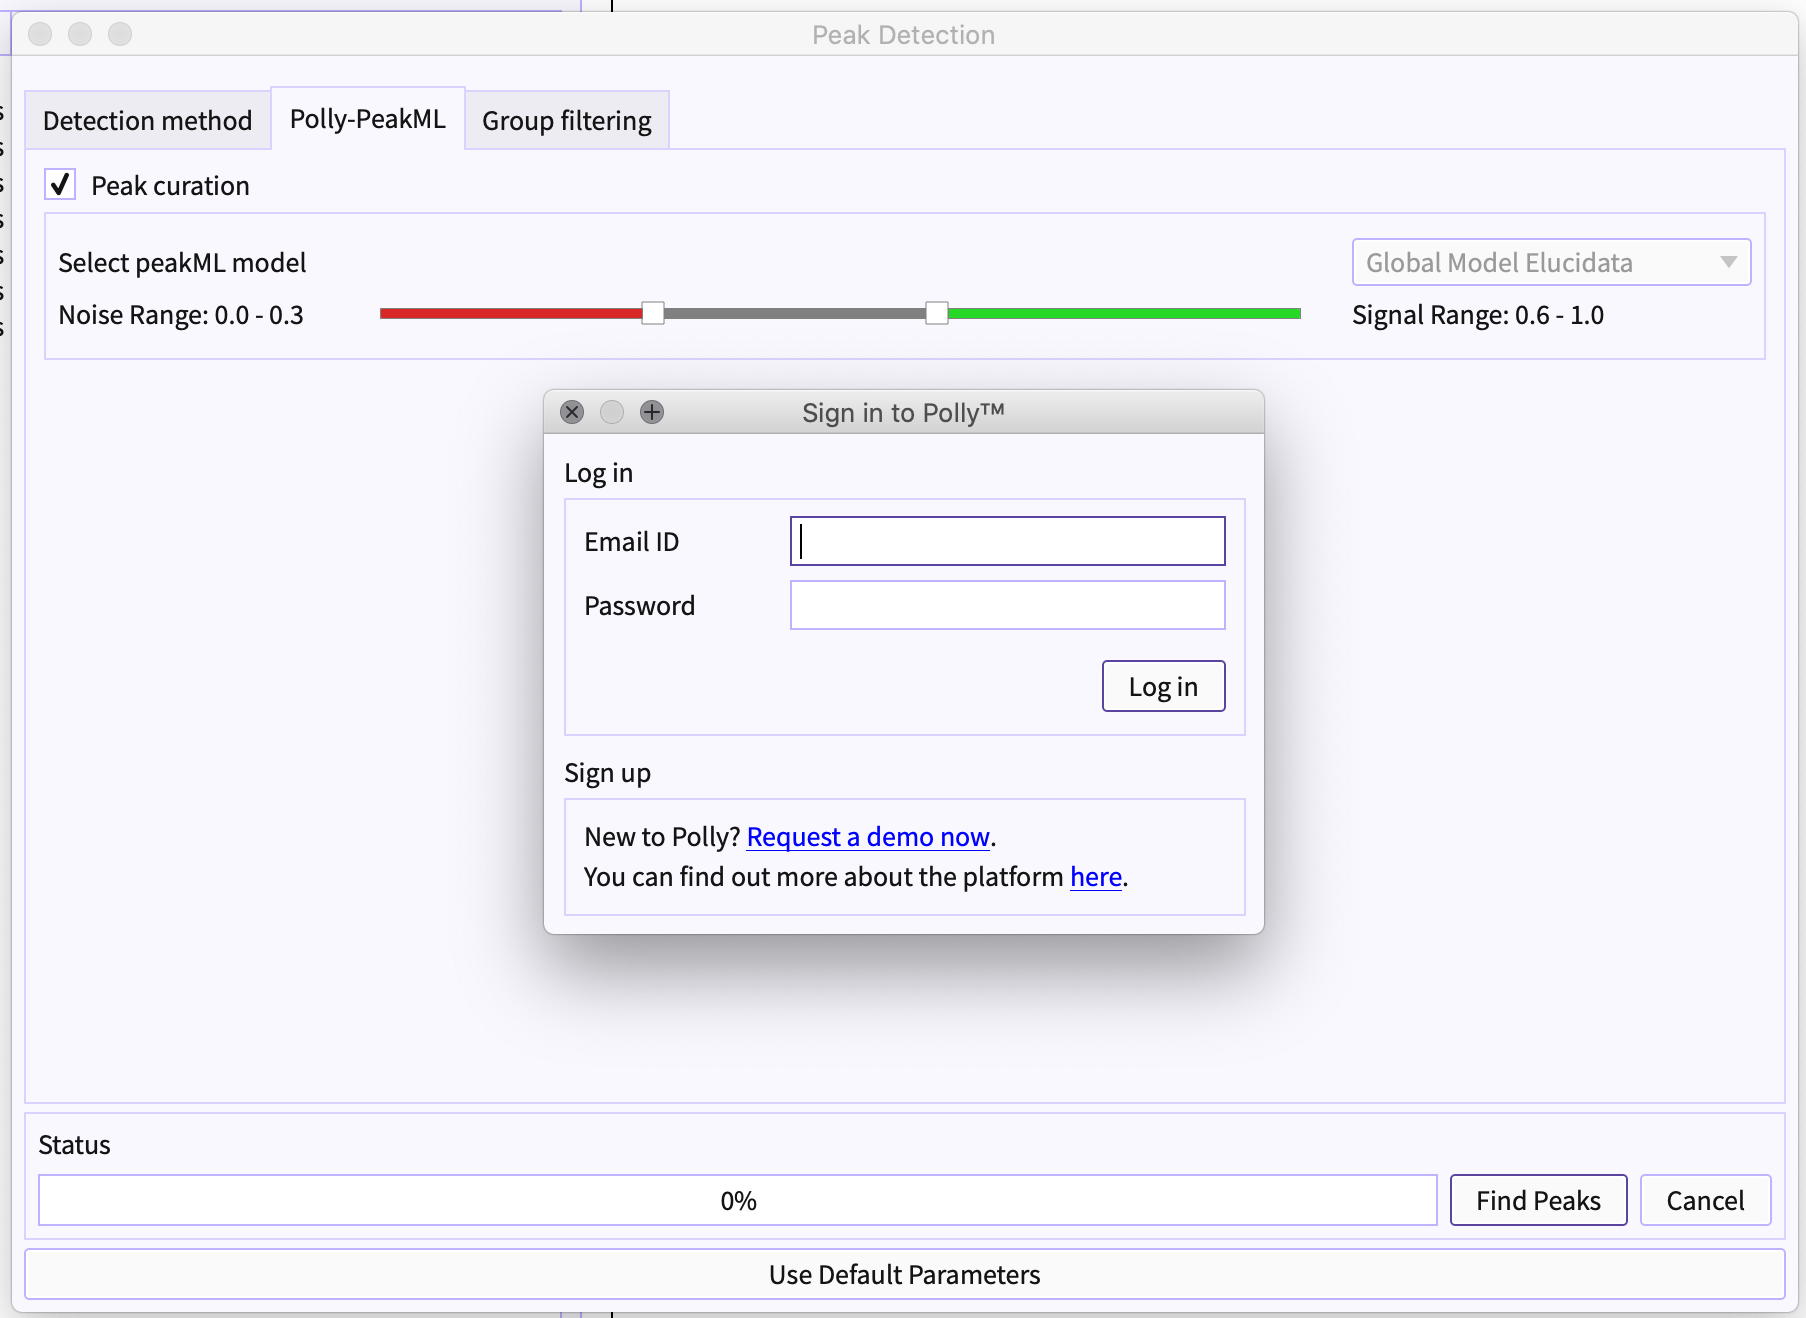 Peak Detection
Detection method Polly-PeakML Group filtering
Peak curation
Select peakML model Global Model Elucidata
Noise Range: 0.0 - 0.3 Signal Range: 0.6 - 1.0
Sign in to Polly™
Log in
Email ID
Password
Log in
Sign up
New to Polly? Request a demo now.
You can find out more about the platform here.
Status
0% Find Peaks Cancel
Use Default Parameters